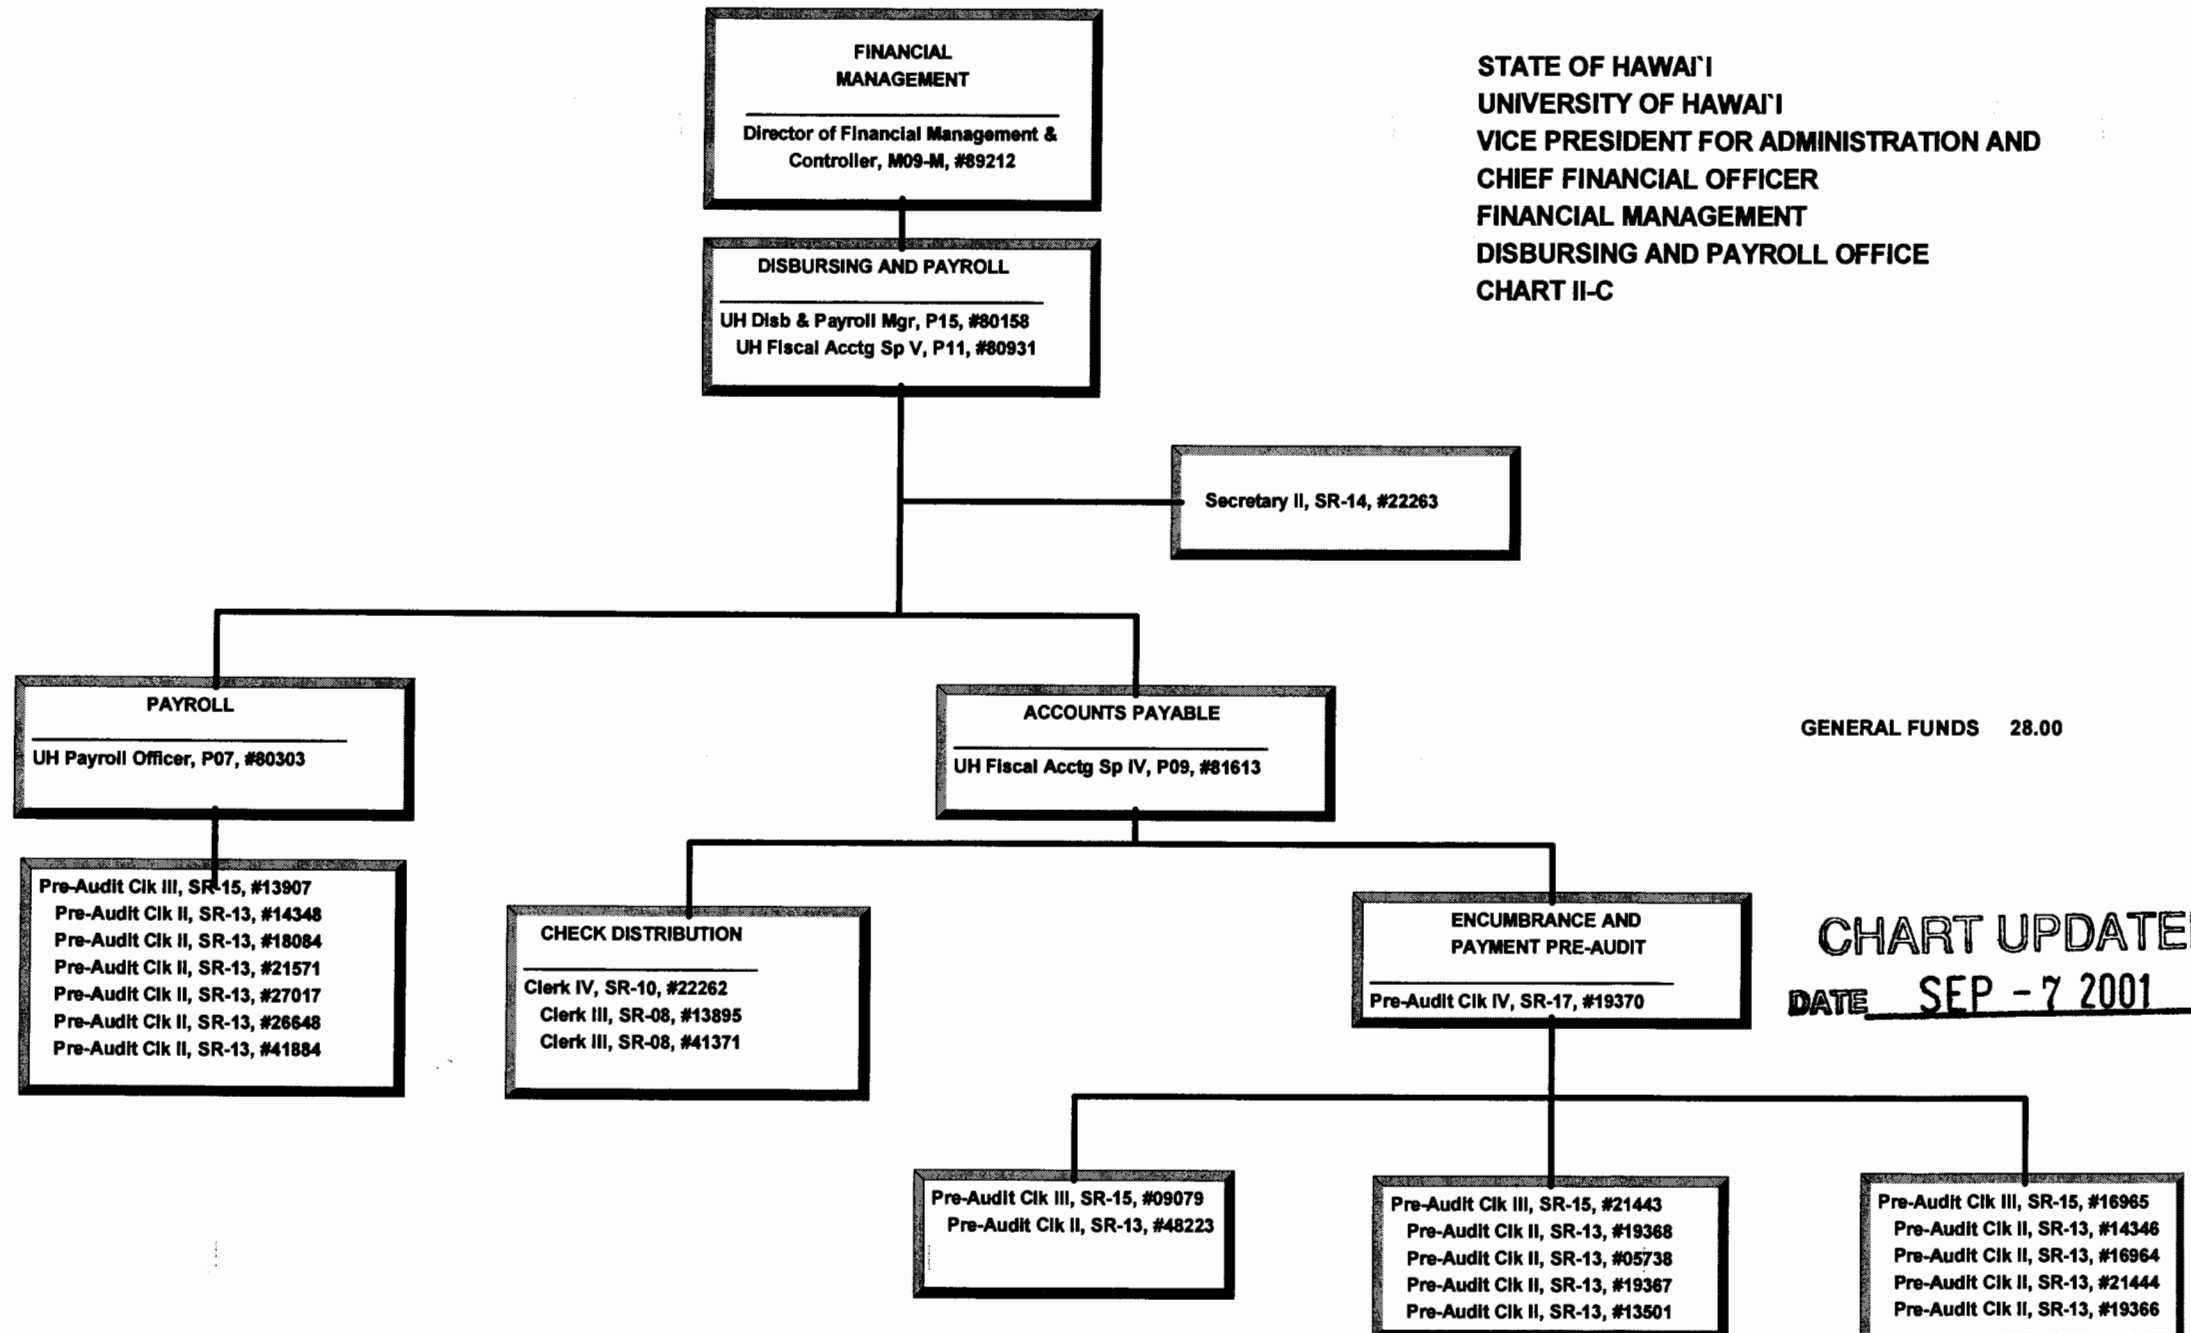 FINANCIAL
MANAGEMENT
Director of Financial Management &
Controller, M09-M, #89212
STATE OF HAWAI`I
UNIVERSITY OF HAWAI`I
VICE PRESIDENT FOR ADMINISTRATION AND
CHIEF FINANCIAL OFFICER
FINANCIAL MANAGEMENT
DISBURSING AND PAYROLL OFFICE
CHART II-C
DISBURSING AND PAYROLL
UH Disb & Payroll Mgr, P15, #80158
UH Fiscal Acctg Sp V, P11, #80931
Secretary II, SR-14, #22263
PAYROLL
UH Payroll Officer, P07, #80303
ACCOUNTS PAYABLE
UH Fiscal Acctg Sp IV, P09, #81613
GENERAL FUNDS 28.00
Pre-Audit Clk III, SR-15, #13907
Pre-Audit Clk II, SR-13, #14348
Pre-Audit Clk II, SR-13, #18084
Pre-Audit Clk II, SR-13, #21571
Pre-Audit Clk II, SR-13, #27017
Pre-Audit Clk II, SR-13, #26648
Pre-Audit Clk II, SR-13, #41884
CHECK DISTRIBUTION
Clerk IV, SR-10, #22262
Clerk III, SR-08, #13895
Clerk III, SR-08, #41371
ENCUMBRANCE AND
PAYMENT PRE-AUDIT
Pre-Audit Clk IV, SR-17, #19370
CHART UPDATED
DATE SEP - 7 2001
Pre-Audit Clk III, SR-15, #09079
Pre-Audit Clk II, SR-13, #48223
Pre-Audit Clk III, SR-15, #21443
Pre-Audit Clk II, SR-13, #19368
Pre-Audit Clk II, SR-13, #05738
Pre-Audit Clk II, SR-13, #19367
Pre-Audit Clk II, SR-13, #13501
Pre-Audit Clk III, SR-15, #16965
Pre-Audit Clk II, SR-13, #14346
Pre-Audit Clk II, SR-13, #16964
Pre-Audit Clk II, SR-13, #21444
Pre-Audit Clk II, SR-13, #19366